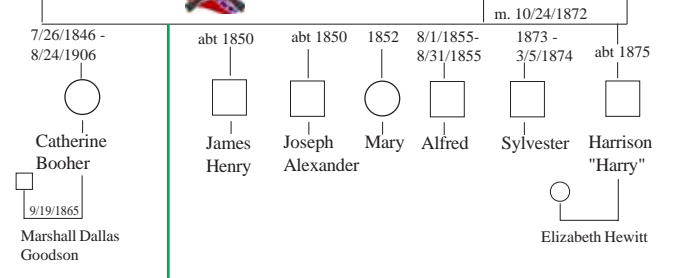 m. 10/24/1872
7/26/1846 -
8/24/1906
abt 1850
abt 1850
1852
8/1/1855-
8/31/1855
1873 -
3/5/1874
abt 1875
Catherine
Booher
James
Henry
Joseph
Alexander
Mary
Alfred
Sylvester
Harrison
"Harry"
9/19/1865
Marshall Dallas
Goodson
Elizabeth Hewitt